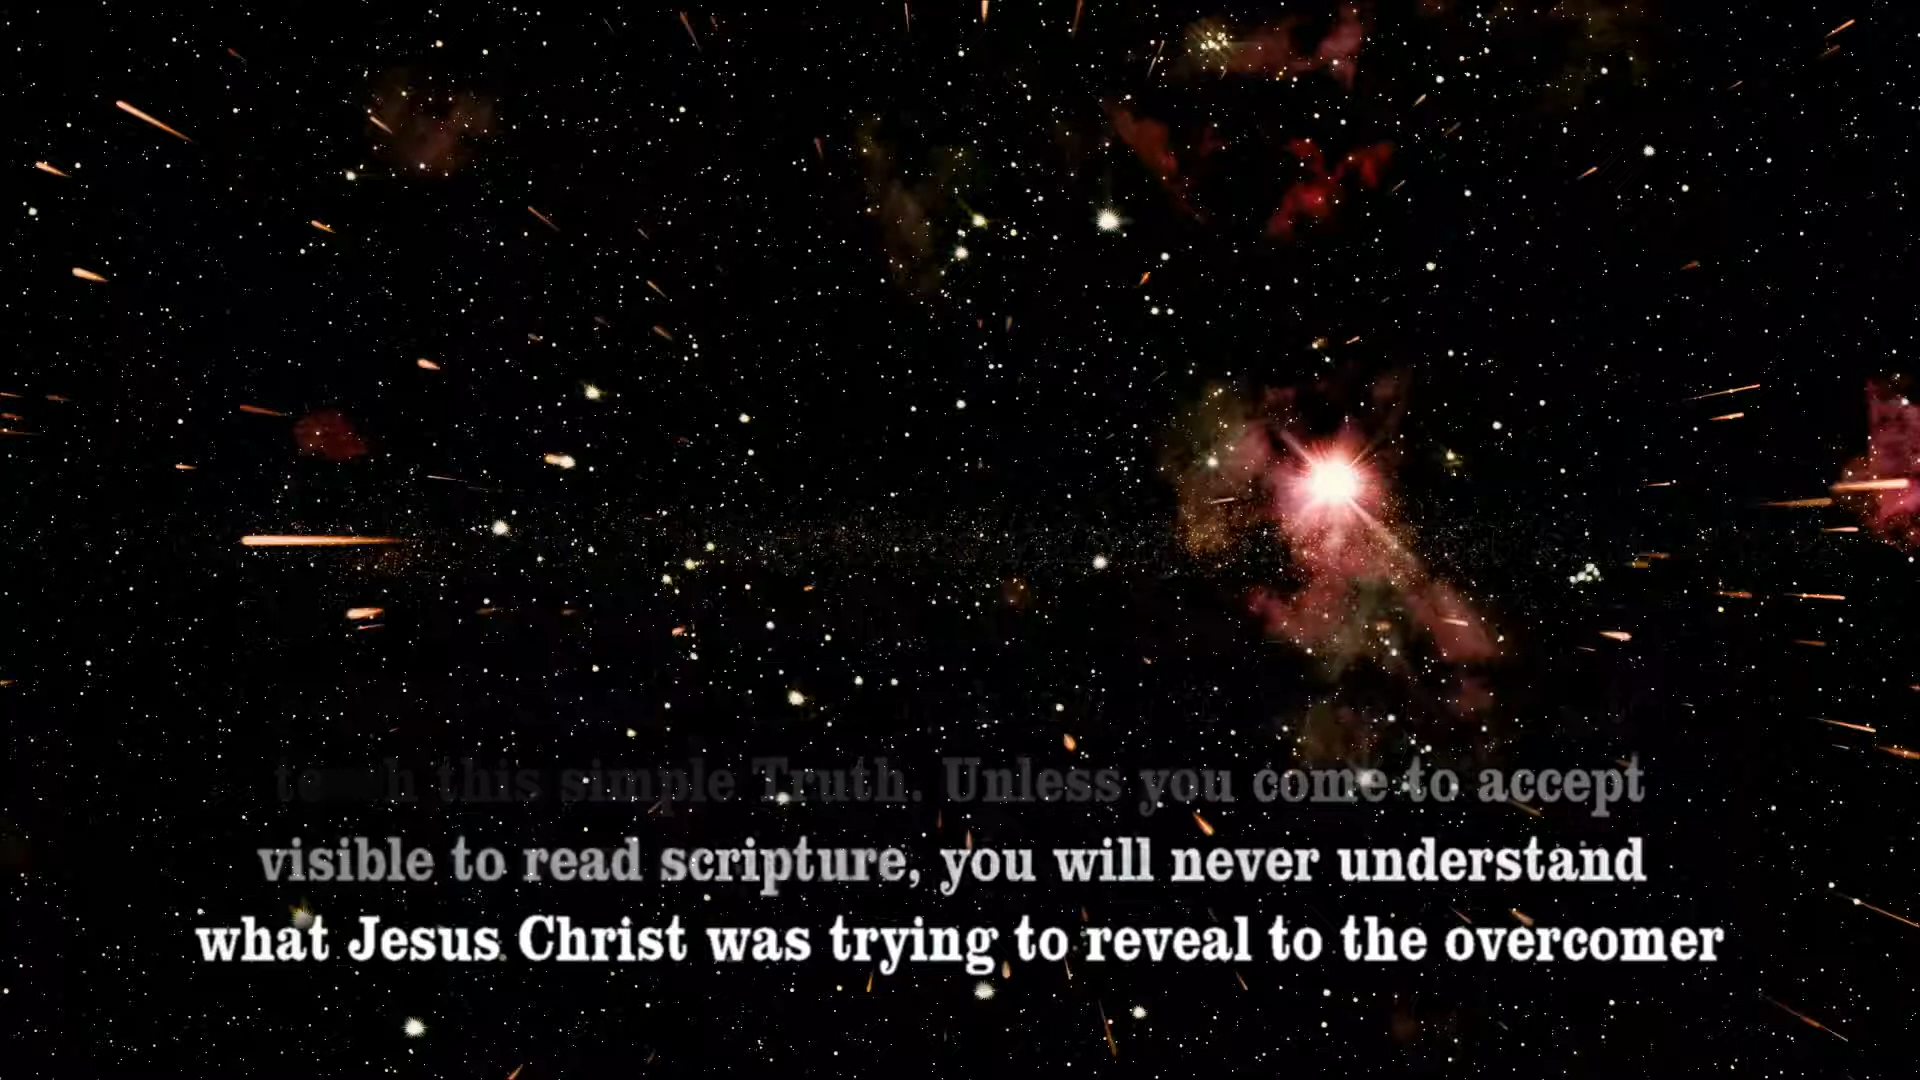 this simple Truth. Unless you come to accept
visible to read scripture, you will never understand
what Jesus Christ was trying to reveal to the overcomer